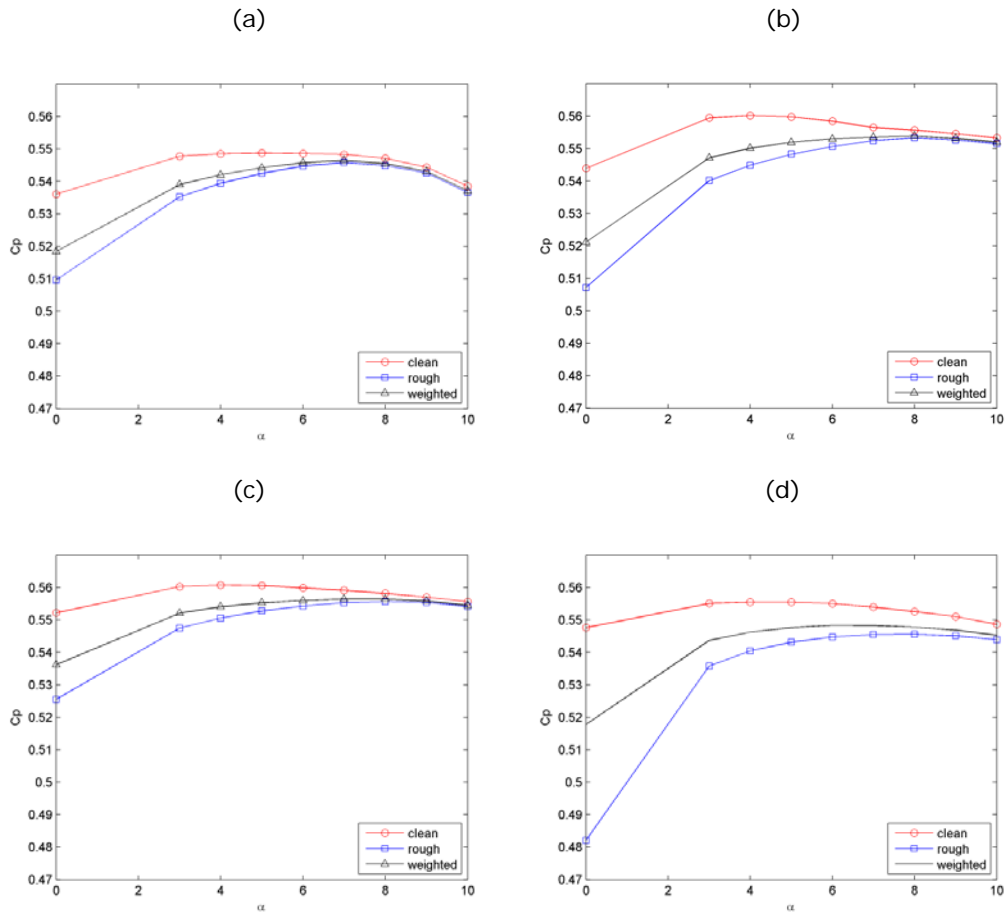 (a)
0.56
0.55
0.54
0.53
0.52
0.51
0.5
0.49
0.48
0.47
Cp
0 2 4 6 8 10
α
clean
rough
weighted
(b)
0.56
0.55
0.54
0.53
0.52
0.51
0.5
0.49
0.48
0.47
Cp
0 2 4 6 8 10
α
clean
rough
weighted
(c)
0.56
0.55
0.54
0.53
0.52
0.51
0.5
0.49
0.48
0.47
Cp
0 2 4 6 8 10
α
clean
rough
weighted
(d)
0.56
0.55
0.54
0.53
0.52
0.51
0.5
0.49
0.48
0.47
Cp
0 2 4 6 8 10
α
clean
rough
weighted